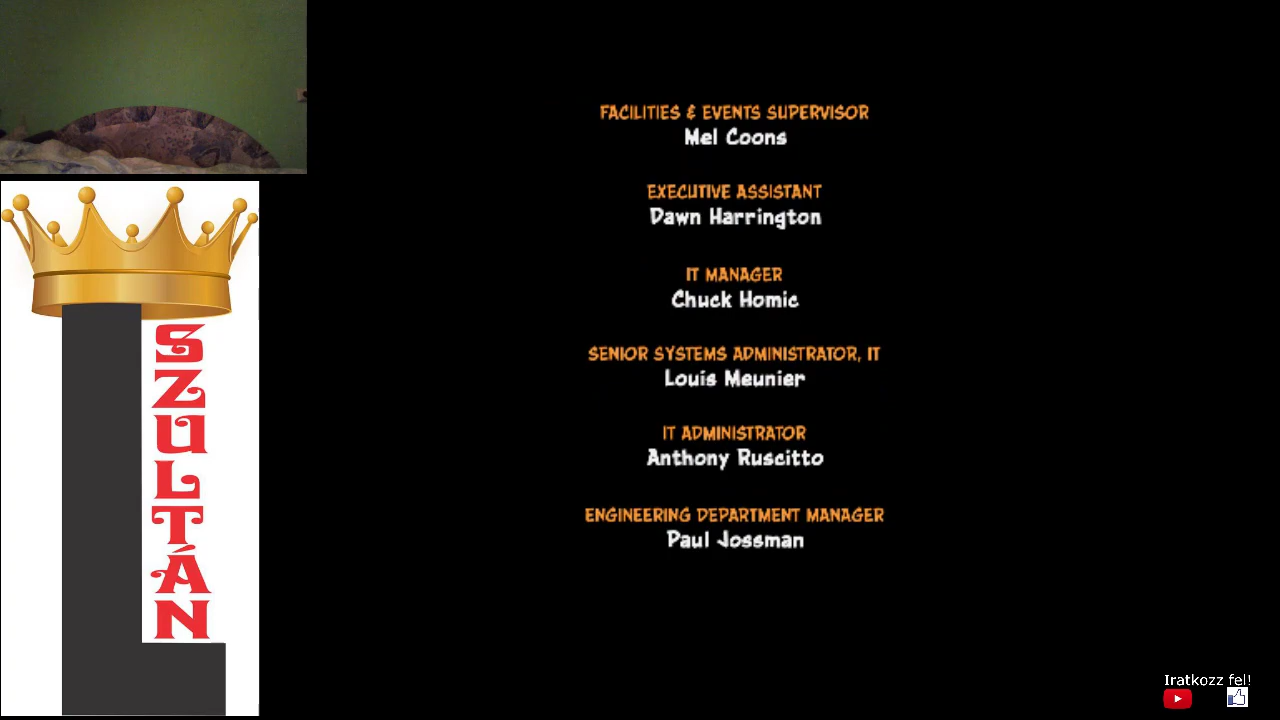 FACILITIES & EVENTS SUPERVISOR
Mel Coons
EXECUTIVE ASSISTANT
Dawn Harrington
IT MANAGER
Chuck Homic
SENIOR SYSTEMS ADMINISTRATOR, IT
Louis Meunier
IT ADMINISTRATOR
Anthony Ruscitto
ENGINEERING DEPARTMENT MANAGER
Paul Jossman
L
SZULTÁN
Iratkozz fel!